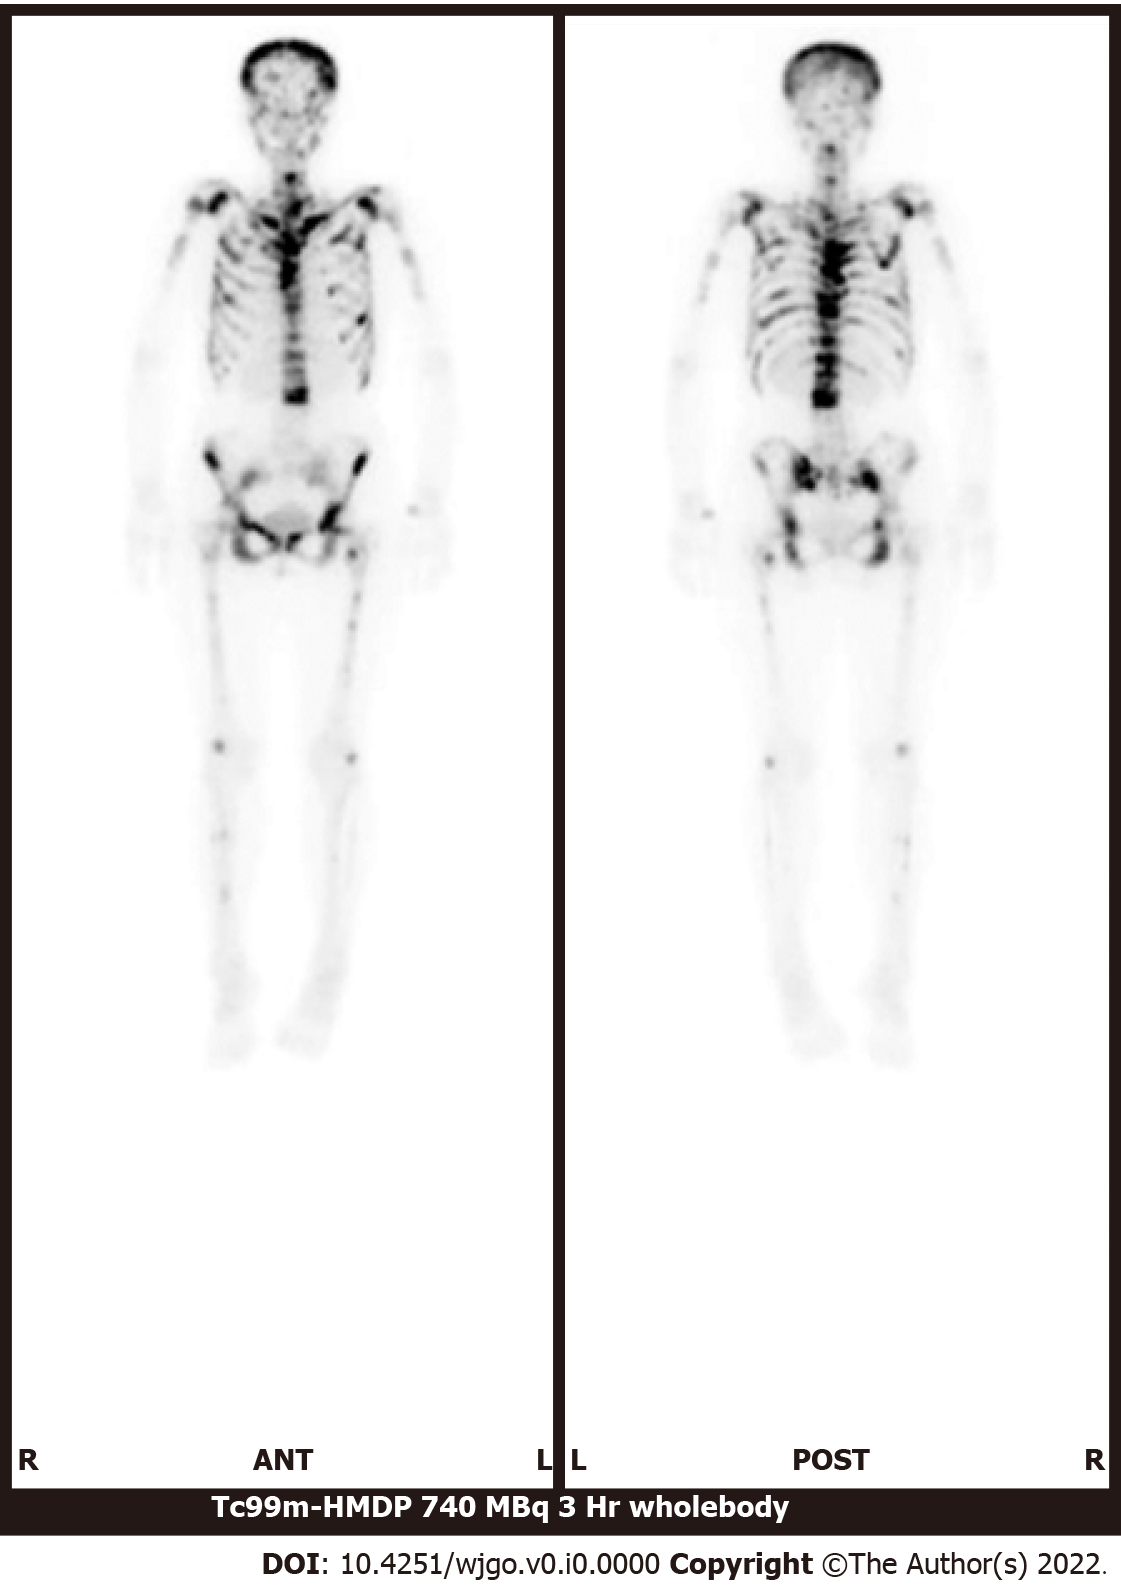 R ANT L L POST R
Tc99m-HMDP 740 MBq 3 Hr wholebody
DOI: 10.4251/wjgo.v0.i0.0000 Copyright ©The Author(s) 2022.